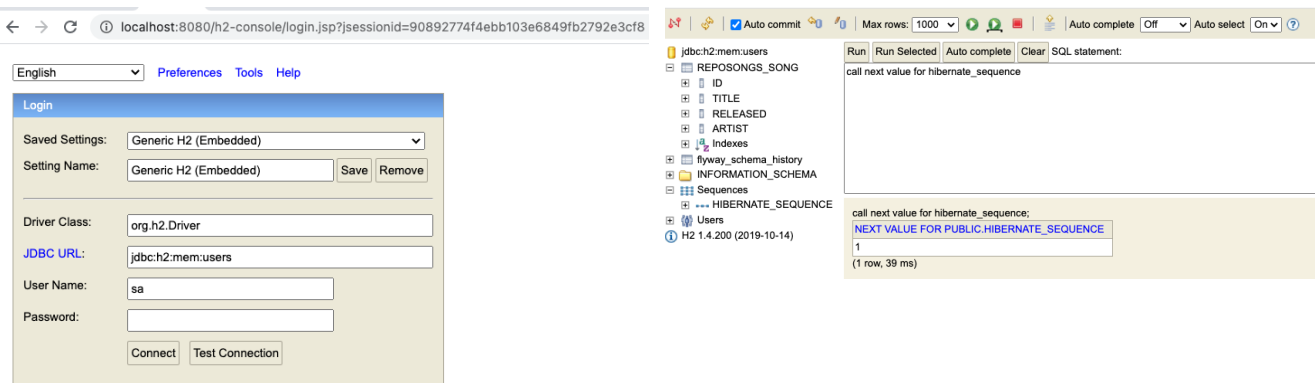 localhost:8080/h2-console/login.jsp?jsessionid=90892774f4ebb103e6849fb2792e3cf8
English Preferences Tools Help
Login
Saved Settings: Generic H2 (Embedded)
Setting Name: Generic H2 (Embedded) Save Remove
Driver Class: org.h2.Driver
JDBC URL: jdbc:h2:mem:users
User Name: sa
Password:
Connect Test Connection
Auto commit Max rows: 1000 Auto complete Off Auto select On
jdbc:h2:mem:users
REPOSONGS_SONG
ID
TITLE
RELEASED
ARTIST
Indexes
flyway_schema_history
INFORMATION_SCHEMA
Sequences
HIBERNATE_SEQUENCE
Users
H2 1.4.200 (2019-10-14)
Run Run Selected Auto complete Clear SQL statement:
call next value for hibernate_sequence
call next value for hibernate_sequence;
NEXT VALUE FOR PUBLIC.HIBERNATE_SEQUENCE
1
(1 row, 39 ms)